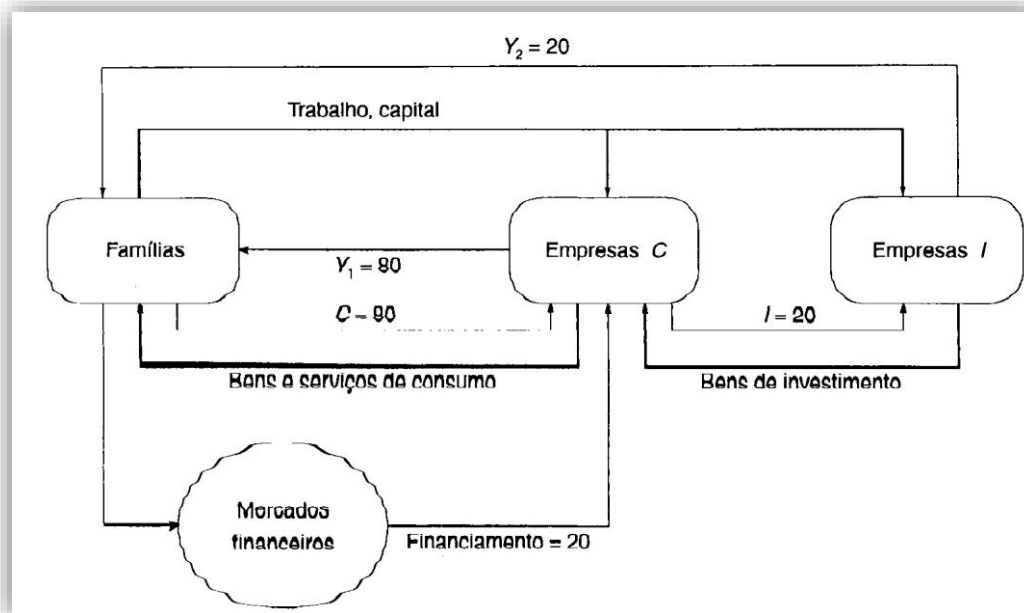 Y₂ = 20
Trabalho, capital
Famílias
Empresas C
Empresas I
Y₁ = 80
C = 80
I = 20
Bens e serviços de consumo
Bens de investimento
Mercados
financeiros
Financiamento = 20